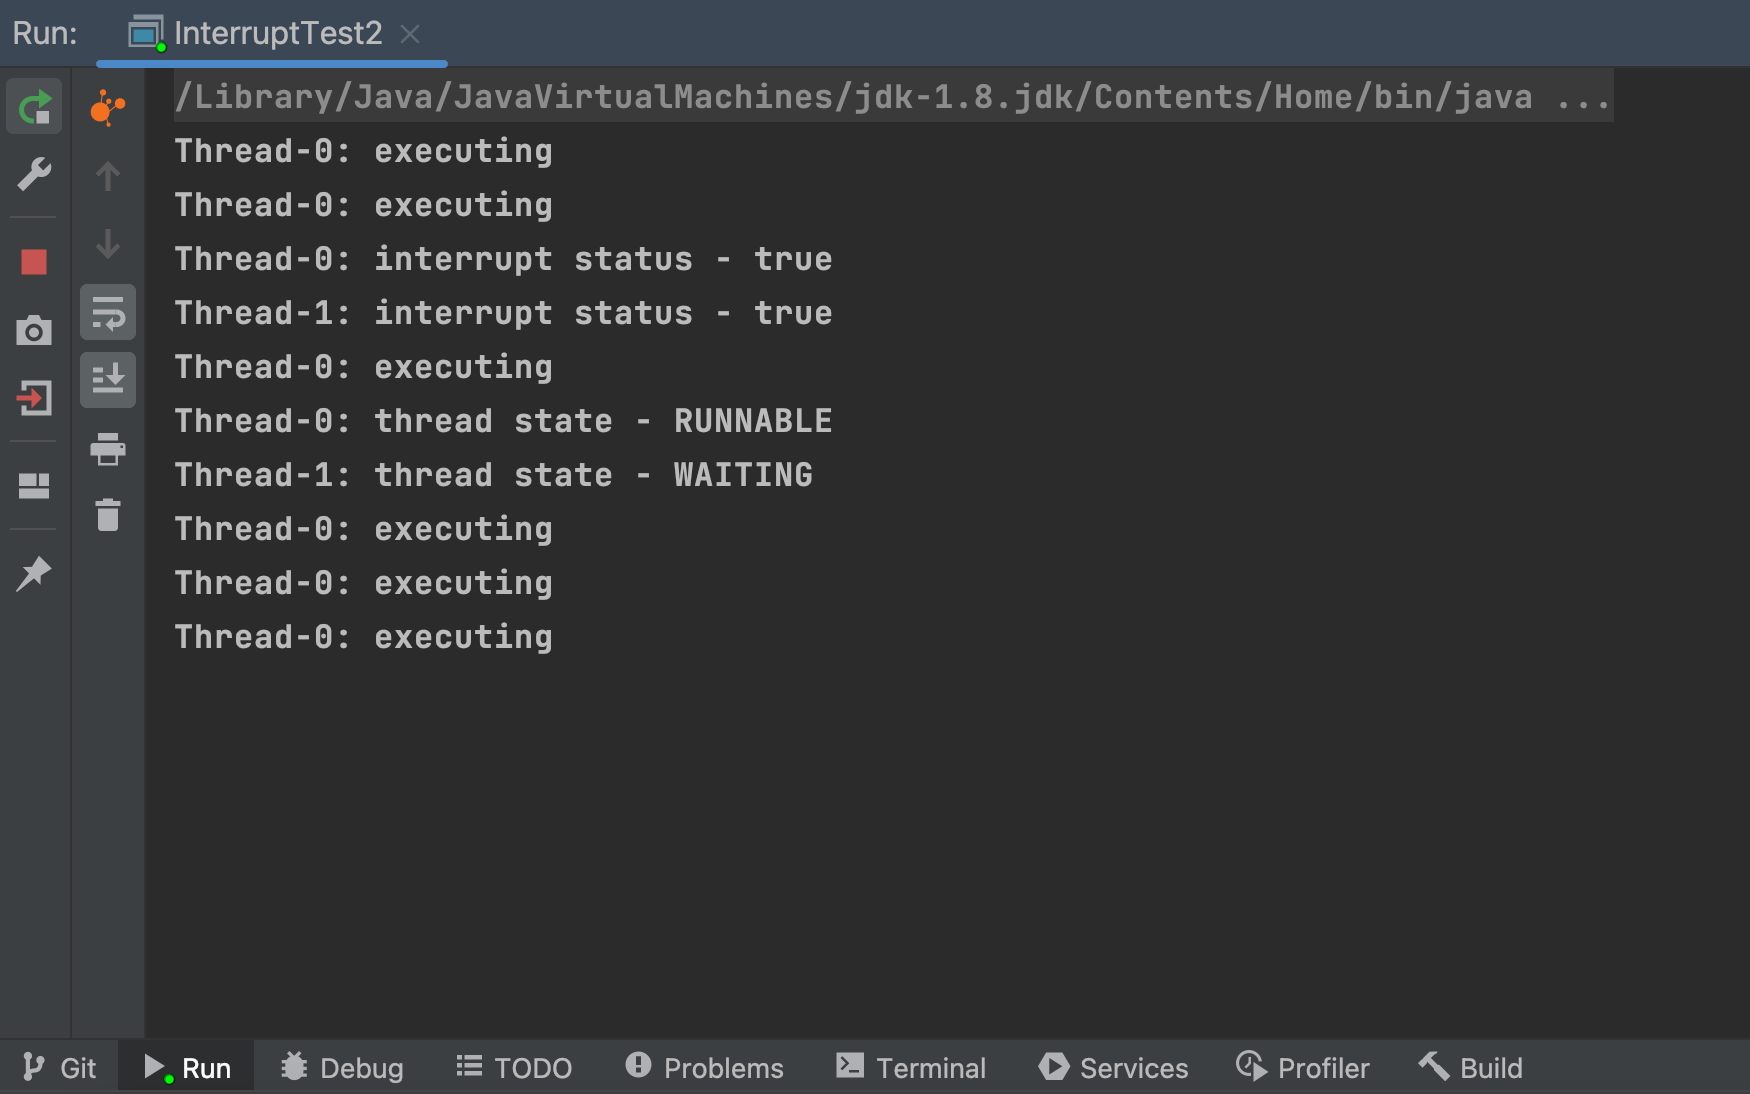 Run: InterruptTest2
/Library/Java/JavaVirtualMachines/jdk-1.8.jdk/Contents/Home/bin/java ...
Thread-0: executing
Thread-0: executing
Thread-0: interrupt status - true
Thread-1: interrupt status - true
Thread-0: executing
Thread-0: thread state - RUNNABLE
Thread-1: thread state - WAITING
Thread-0: executing
Thread-0: executing
Thread-0: executing
Git Run Debug TODO Problems Terminal Services Profiler Build